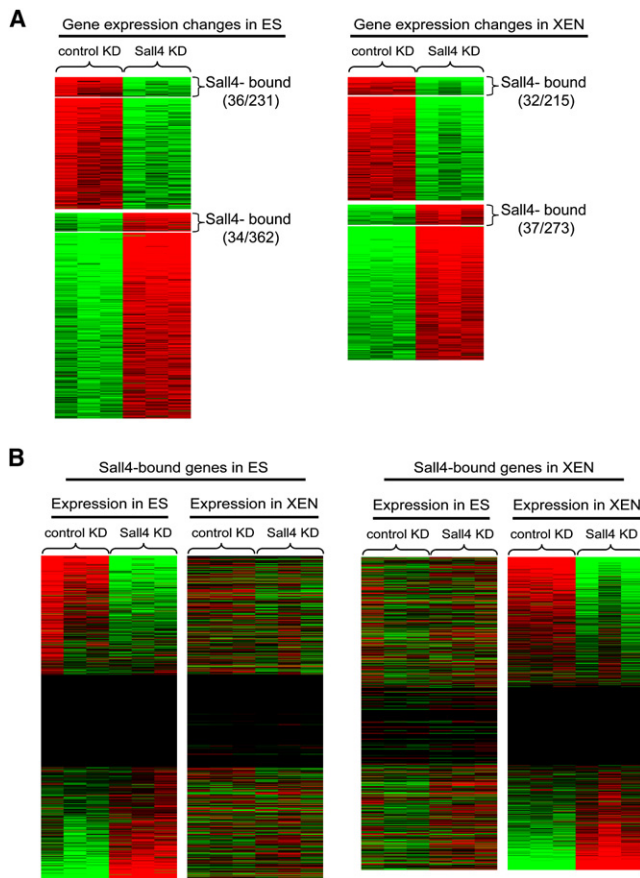 A
Gene expression changes in ES
control KD Sall4 KD
Sall4- bound
(36/231)
Sall4- bound
(34/362)
Gene expression changes in XEN
control KD Sall4 KD
Sall4- bound
(32/215)
Sall4- bound
(37/273)
B
Sall4-bound genes in ES
Expression in ES Expression in XEN
control KD Sall4 KD control KD Sall4 KD
Sall4-bound genes in XEN
Expression in ES Expression in XEN
control KD Sall4 KD control KD Sall4 KD